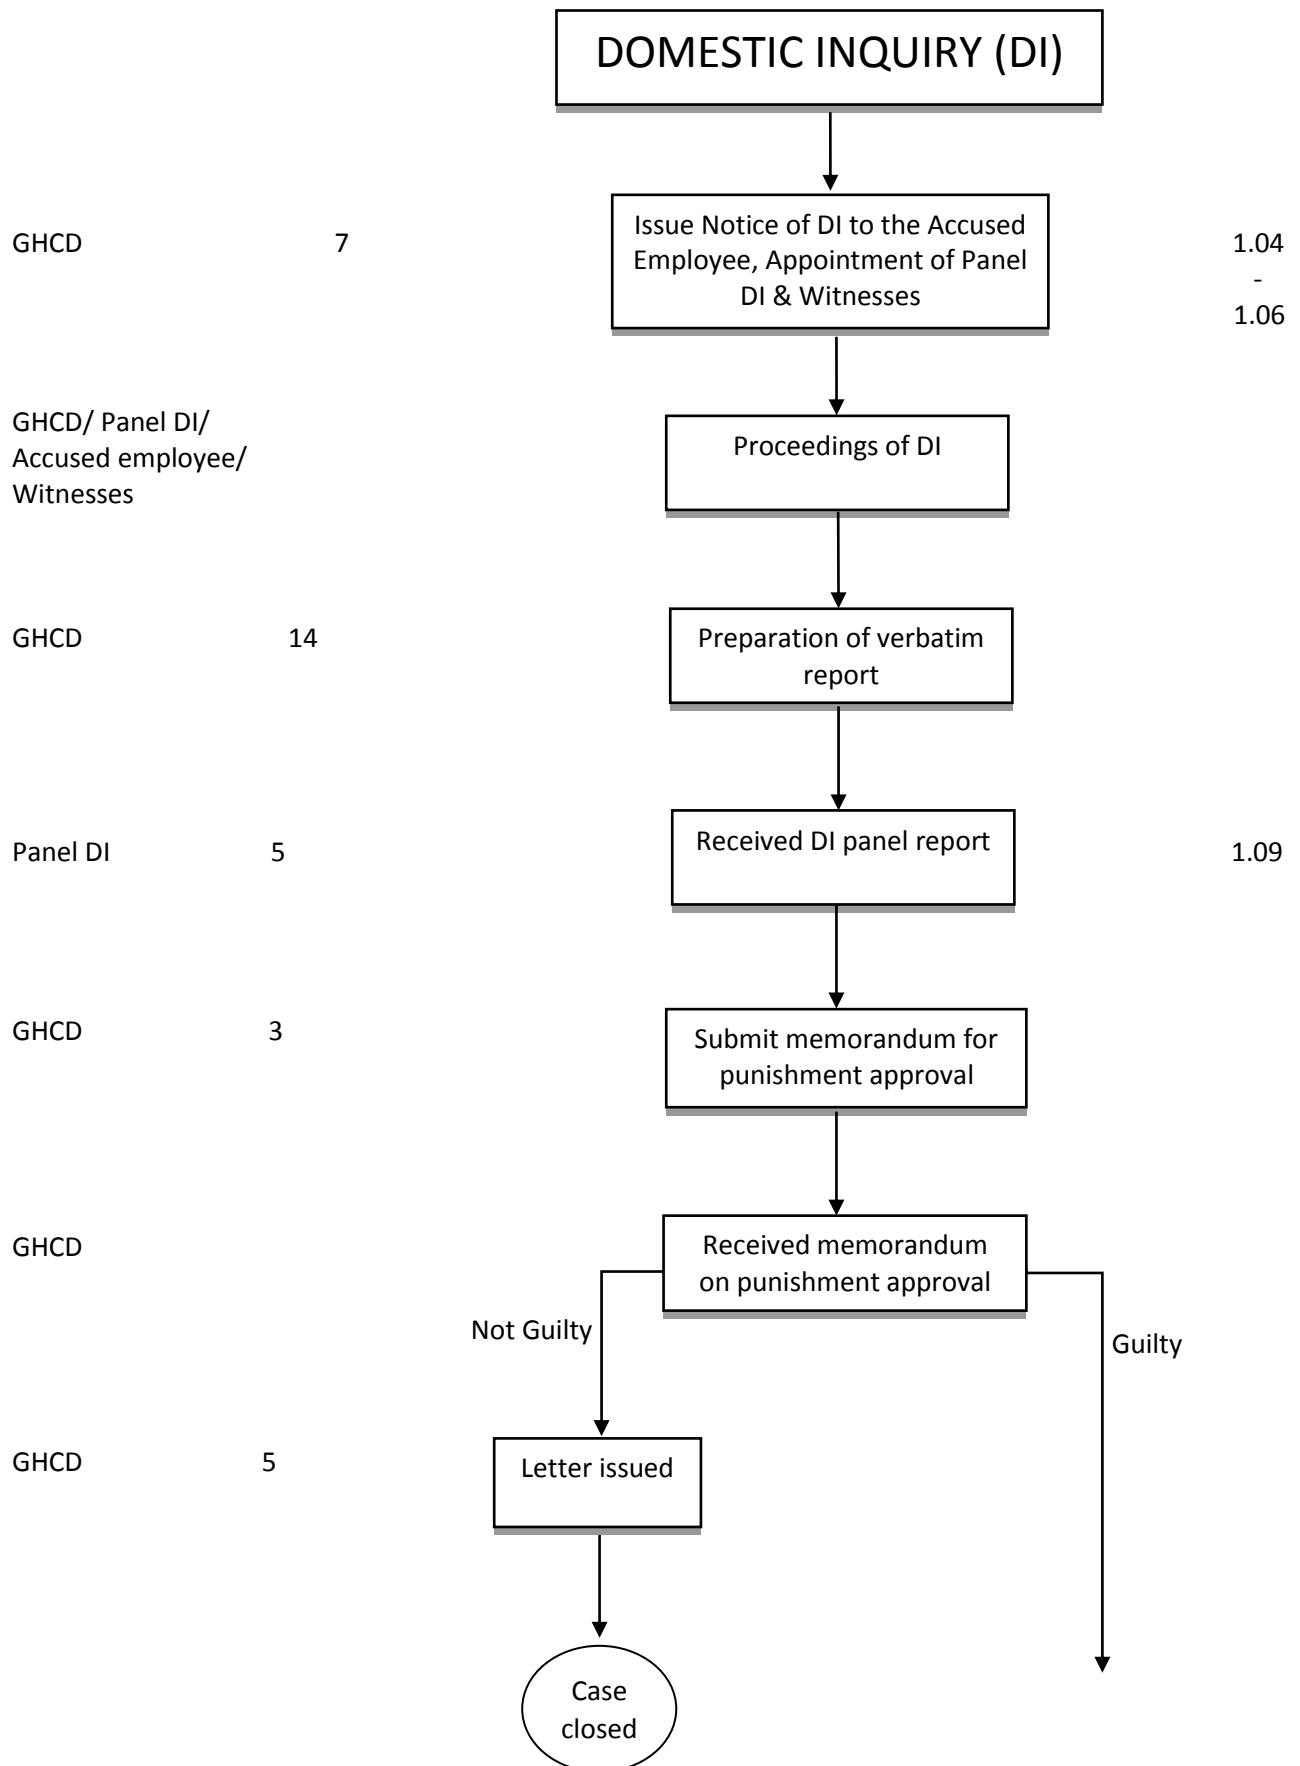 DOMESTIC INQUIRY (DI)
GHCD
7
Issue Notice of DI to the Accused
Employee, Appointment of Panel
DI & Witnesses
1.04
-
1.06
GHCD/ Panel DI/
Accused employee/
Witnesses
Proceedings of DI
GHCD
14
Preparation of verbatim
report
Panel DI
5
Received DI panel report
1.09
GHCD
3
Submit memorandum for
punishment approval
GHCD
Received memorandum
on punishment approval
Not Guilty
Guilty
GHCD
5
Letter issued
Case
closed